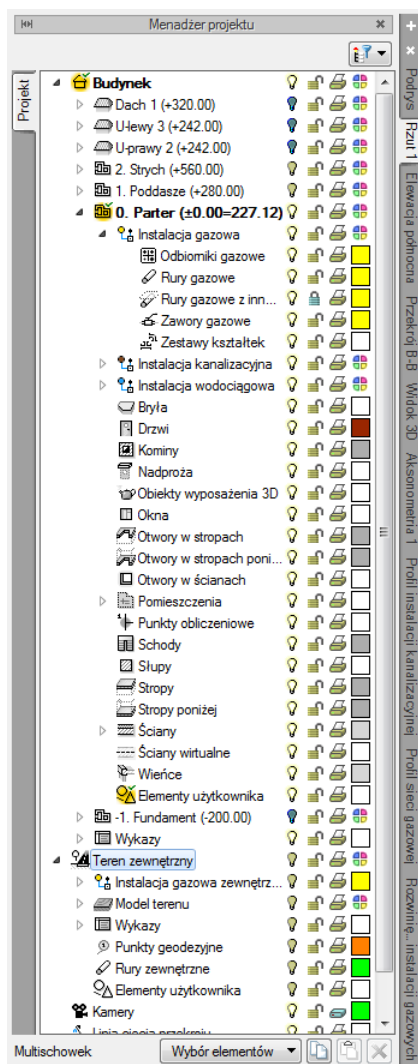 Menadżer projektu
Projekt
Budynek
Dach 1 (+320.00)
U-lewy 3 (+242.00)
U-prawy 2 (+242.00)
2. Strych (+560.00)
1. Poddasze (+280.00)
0. Parter (±0.00=227.12)
Instalacja gazowa
Odbiorniki gazowe
Rury gazowe
Rury gazowe z inn...
Zawory gazowe
Zestawy kształtek
Instalacja kanalizacyjna
Instalacja wodociągowa
Bryła
Drzwi
Kominy
Nadproża
Obiekty wyposażenia 3D
Okna
Otwory w stropach
Otwory w stropach poni...
Otwory w ścianach
Pomieszczenia
Punkty obliczeniowe
Schody
Słupy
Stropy
Stropy poniżej
Ściany
Ściany wirtualne
Wieńce
Elementy użytkownika
-1. Fundament (-200.00)
Wykazy
Teren zewnętrzny
Instalacja gazowa zewnętrz...
Model terenu
Wykazy
Punkty geodezyjne
Rury zewnętrzne
Elementy użytkownika
Kamery
Linia cięcia przekroju
Multischowek
Wybór elementów
Podrys
Rzut 1
Elewacja północna
Przekrój B-B
Widok 3D
Aksonometria 1
Profil instalacji kanalizacyjnej
Profil sieci gazowej
Rozwinię... instalacji gazowych